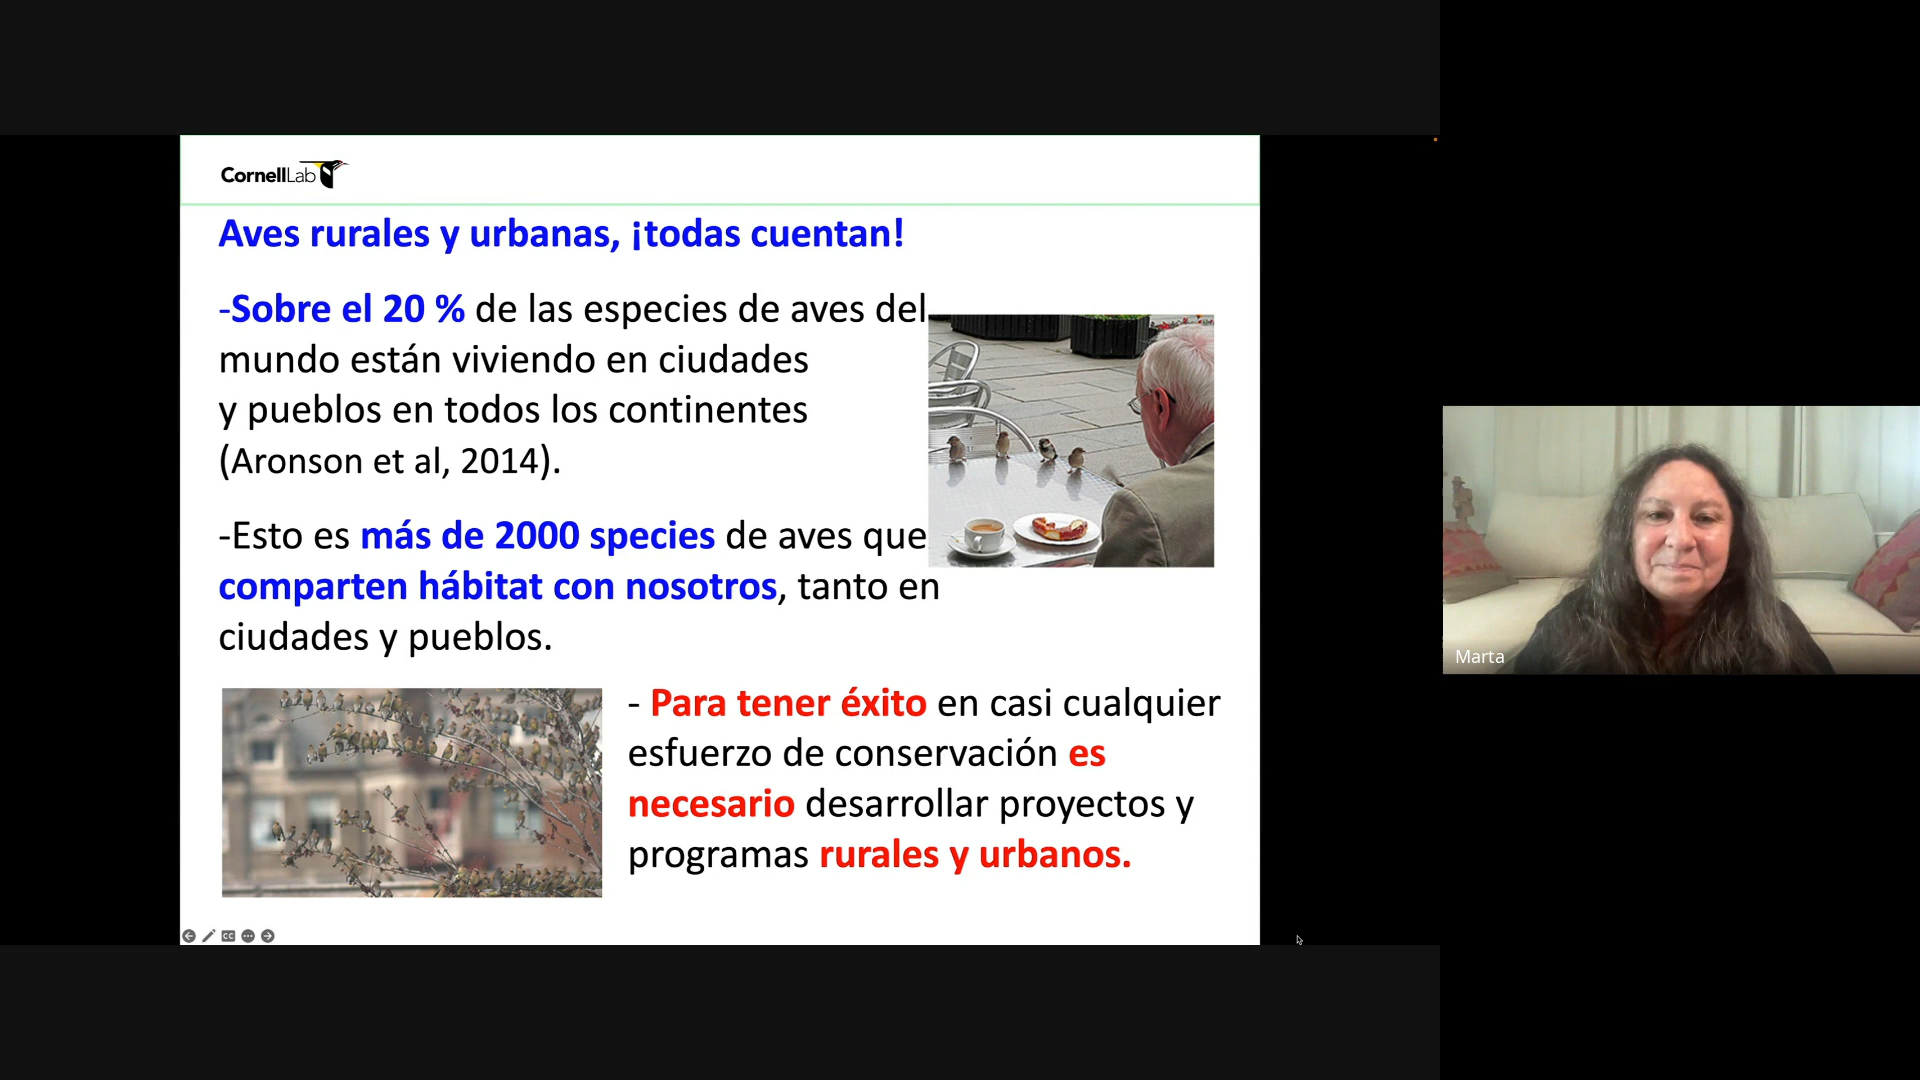 CornellLab
Aves rurales y urbanas, ¡todas cuentan!
-Sobre el 20 % de las especies de aves del
mundo están viviendo en ciudades
y pueblos en todos los continentes
(Aronson et al, 2014).
-Esto es más de 2000 species de aves que
comparten hábitat con nosotros, tanto en
ciudades y pueblos.
- Para tener éxito en casi cualquier
esfuerzo de conservación es
necesario desarrollar proyectos y
programas rurales y urbanos.
CC
Marta